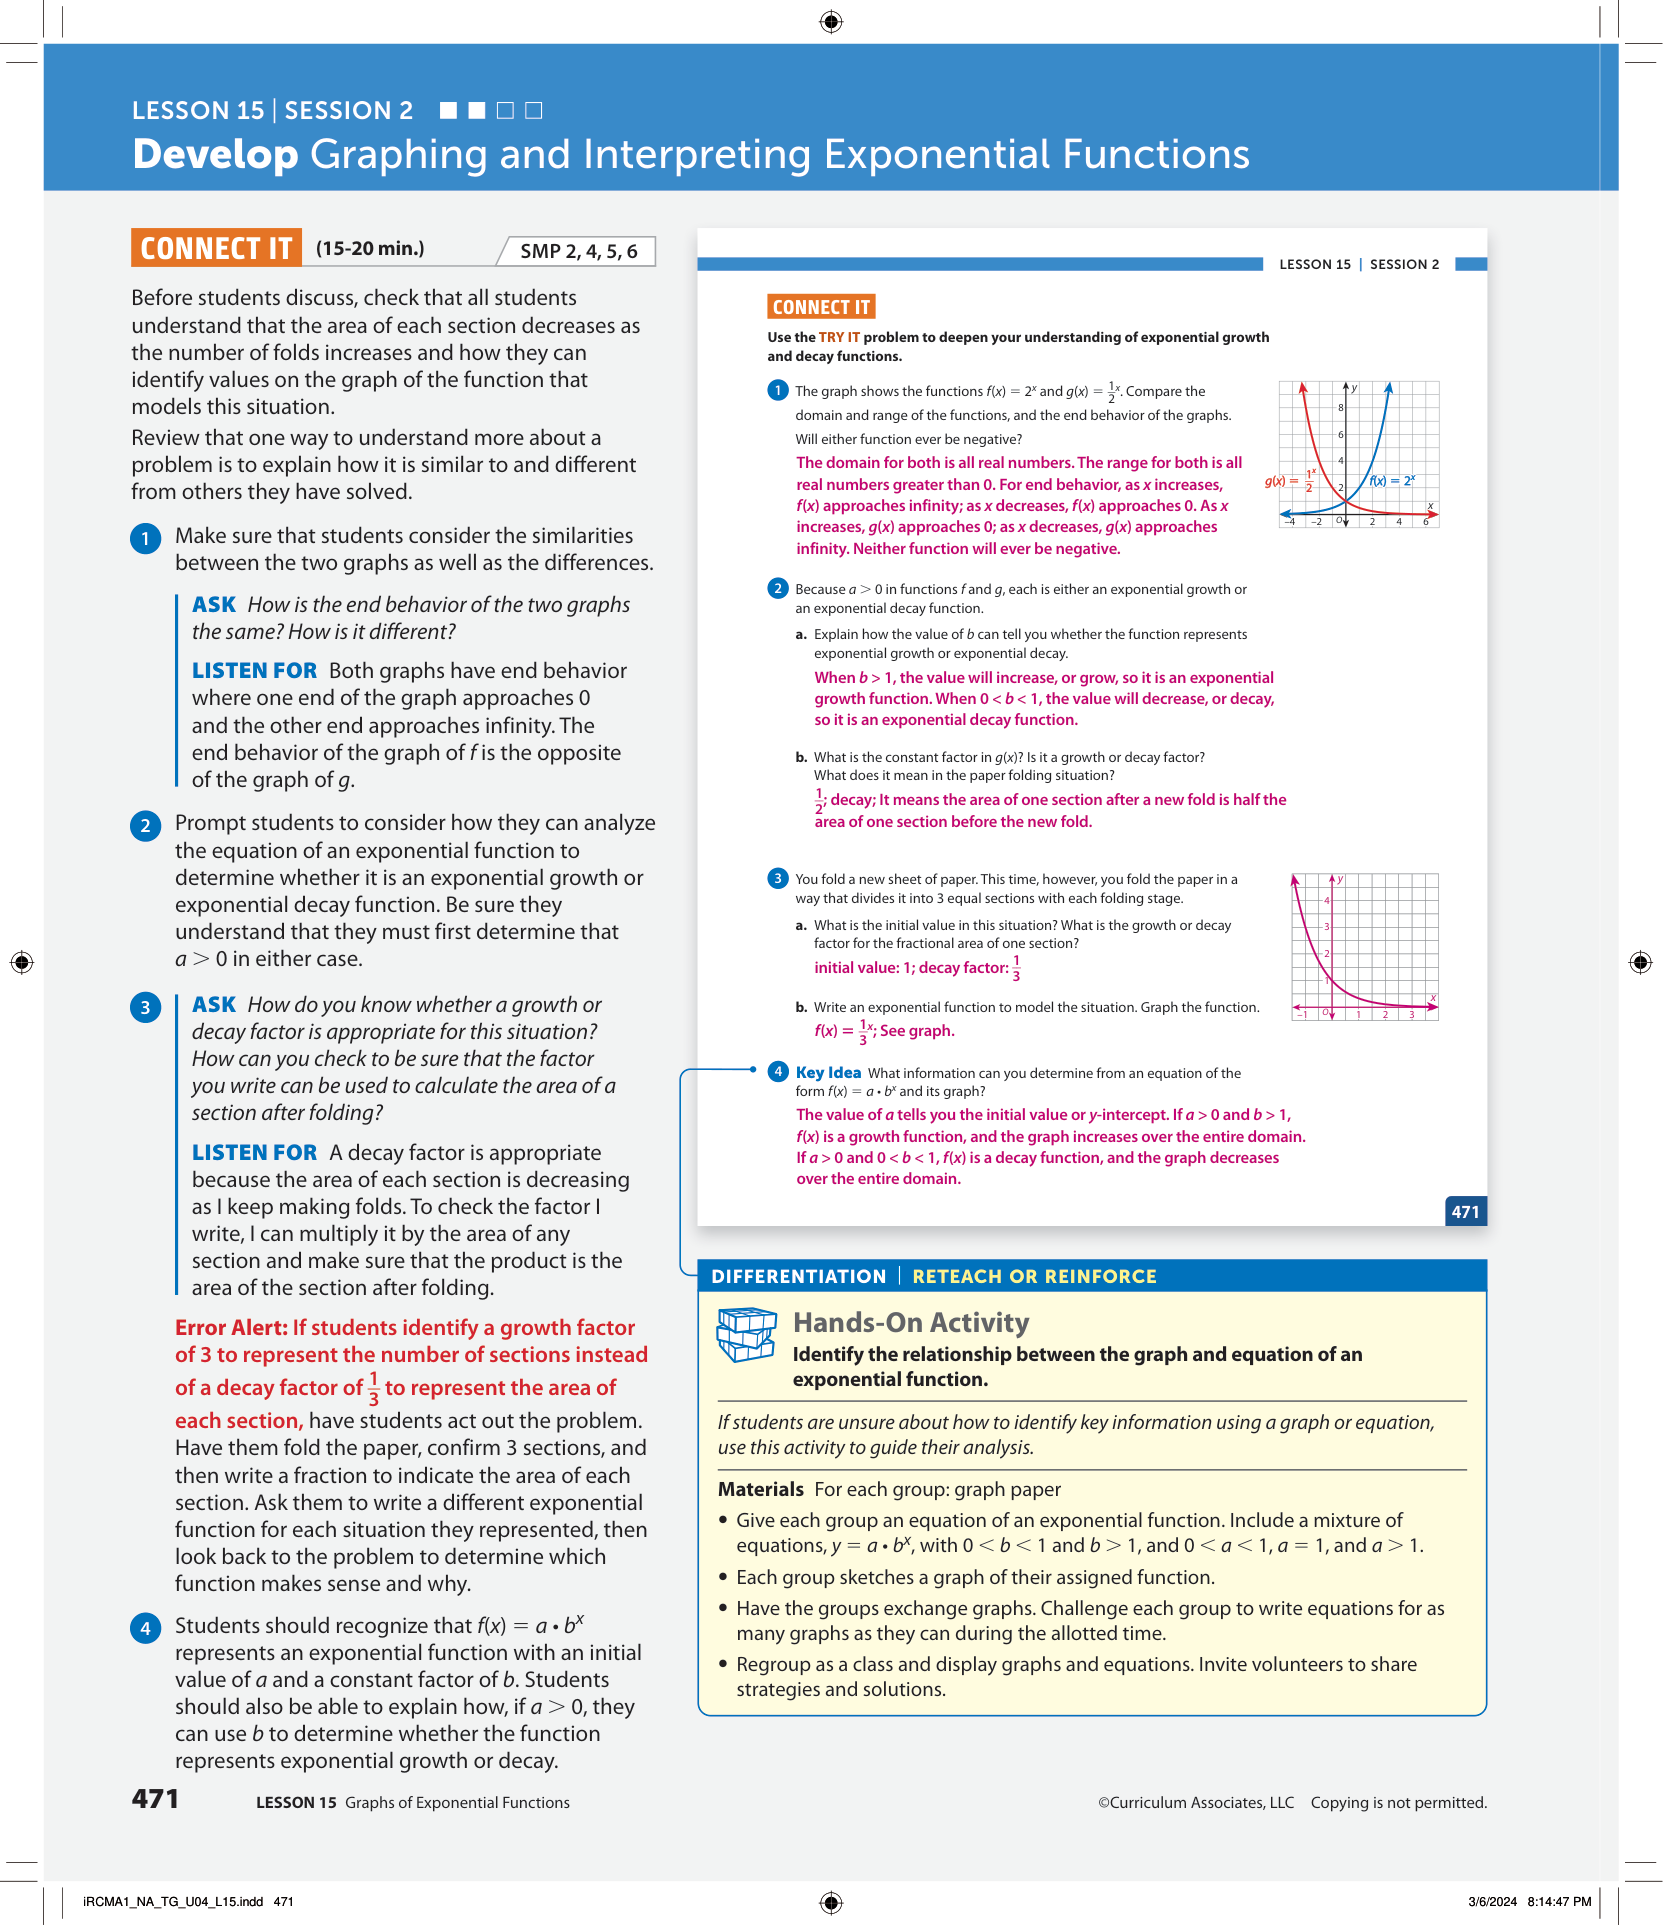 LESSON 15 | SESSION 2
Develop Graphing and Interpreting Exponential Functions
CONNECT IT (15-20 min.) SMP 2, 4, 5, 6
Before students discuss, check that all students
understand that the area of each section decreases as
the number of folds increases and how they can
identify values on the graph of the function that
models this situation.
Review that one way to understand more about a
problem is to explain how it is similar to and different
from others they have solved.
1 Make sure that students consider the similarities
between the two graphs as well as the differences.
ASK How is the end behavior of the two graphs
the same? How is it different?
LISTEN FOR Both graphs have end behavior
where one end of the graph approaches 0
and the other end approaches infinity. The
end behavior of the graph of f is the opposite
of the graph of g.
2 Prompt students to consider how they can analyze
the equation of an exponential function to
determine whether it is an exponential growth or
exponential decay function. Be sure they
understand that they must first determine that
a > 0 in either case.
3 ASK How do you know whether a growth or
decay factor is appropriate for this situation?
How can you check to be sure that the factor
you write can be used to calculate the area of a
section after folding?
LISTEN FOR A decay factor is appropriate
because the area of each section is decreasing
as I keep making folds. To check the factor I
write, I can multiply it by the area of any
section and make sure that the product is the
area of the section after folding.
Error Alert: If students identify a growth factor
of 3 to represent the number of sections instead
of a decay factor of 1/3 to represent the area of
each section, have students act out the problem.
Have them fold the paper, confirm 3 sections, and
then write a fraction to indicate the area of each
section. Ask them to write a different exponential
function for each situation they represented, then
look back to the problem to determine which
function makes sense and why.
4 Students should recognize that f(x) = a • bˣ
represents an exponential function with an initial
value of a and a constant factor of b. Students
should also be able to explain how, if a > 0, they
can use b to determine whether the function
represents exponential growth or decay.
LESSON 15 | SESSION 2
CONNECT IT
Use the TRY IT problem to deepen your understanding of exponential growth
and decay functions.
1 The graph shows the functions f(x) = 2ˣ and g(x) = 1/2ˣ. Compare the
domain and range of the functions, and the end behavior of the graphs.
Will either function ever be negative?
The domain for both is all real numbers. The range for both is all
real numbers greater than 0. For end behavior, as x increases,
f(x) approaches infinity; as x decreases, f(x) approaches 0. As x
increases, g(x) approaches 0; as x decreases, g(x) approaches
infinity. Neither function will ever be negative.
y
8
6
4
g(x) = 1/2ˣ
2
f(x) = 2ˣ
x
−4 −2 O 2 4 6
2 Because a > 0 in functions f and g, each is either an exponential growth or
an exponential decay function.
a. Explain how the value of b can tell you whether the function represents
exponential growth or exponential decay.
When b > 1, the value will increase, or grow, so it is an exponential
growth function. When 0 < b < 1, the value will decrease, or decay,
so it is an exponential decay function.
b. What is the constant factor in g(x)? Is it a growth or decay factor?
What does it mean in the paper folding situation?
1/2; decay; It means the area of one section after a new fold is half the
area of one section before the new fold.
3 You fold a new sheet of paper. This time, however, you fold the paper in a
way that divides it into 3 equal sections with each folding stage.
a. What is the initial value in this situation? What is the growth or decay
factor for the fractional area of one section?
initial value: 1; decay factor: 1/3
b. Write an exponential function to model the situation. Graph the function.
f(x) = 1/3ˣ; See graph.
y
4
3
2
1
x
−1 O 1 2 3
4 Key Idea What information can you determine from an equation of the
form f(x) = a • bˣ and its graph?
The value of a tells you the initial value or y-intercept. If a > 0 and b > 1,
f(x) is a growth function, and the graph increases over the entire domain.
If a > 0 and 0 < b < 1, f(x) is a decay function, and the graph decreases
over the entire domain.
471
DIFFERENTIATION | RETEACH OR REINFORCE
Hands-On Activity
Identify the relationship between the graph and equation of an
exponential function.
If students are unsure about how to identify key information using a graph or equation,
use this activity to guide their analysis.
Materials For each group: graph paper
• Give each group an equation of an exponential function. Include a mixture of
equations, y = a • bˣ, with 0 < b < 1 and b > 1, and 0 < a < 1, a = 1, and a > 1.
• Each group sketches a graph of their assigned function.
• Have the groups exchange graphs. Challenge each group to write equations for as
many graphs as they can during the allotted time.
• Regroup as a class and display graphs and equations. Invite volunteers to share
strategies and solutions.
471 LESSON 15 Graphs of Exponential Functions
©Curriculum Associates, LLC Copying is not permitted.
iRCMA1_NA_TG_U04_L15.indd 471
3/6/2024 8:14:47 PM